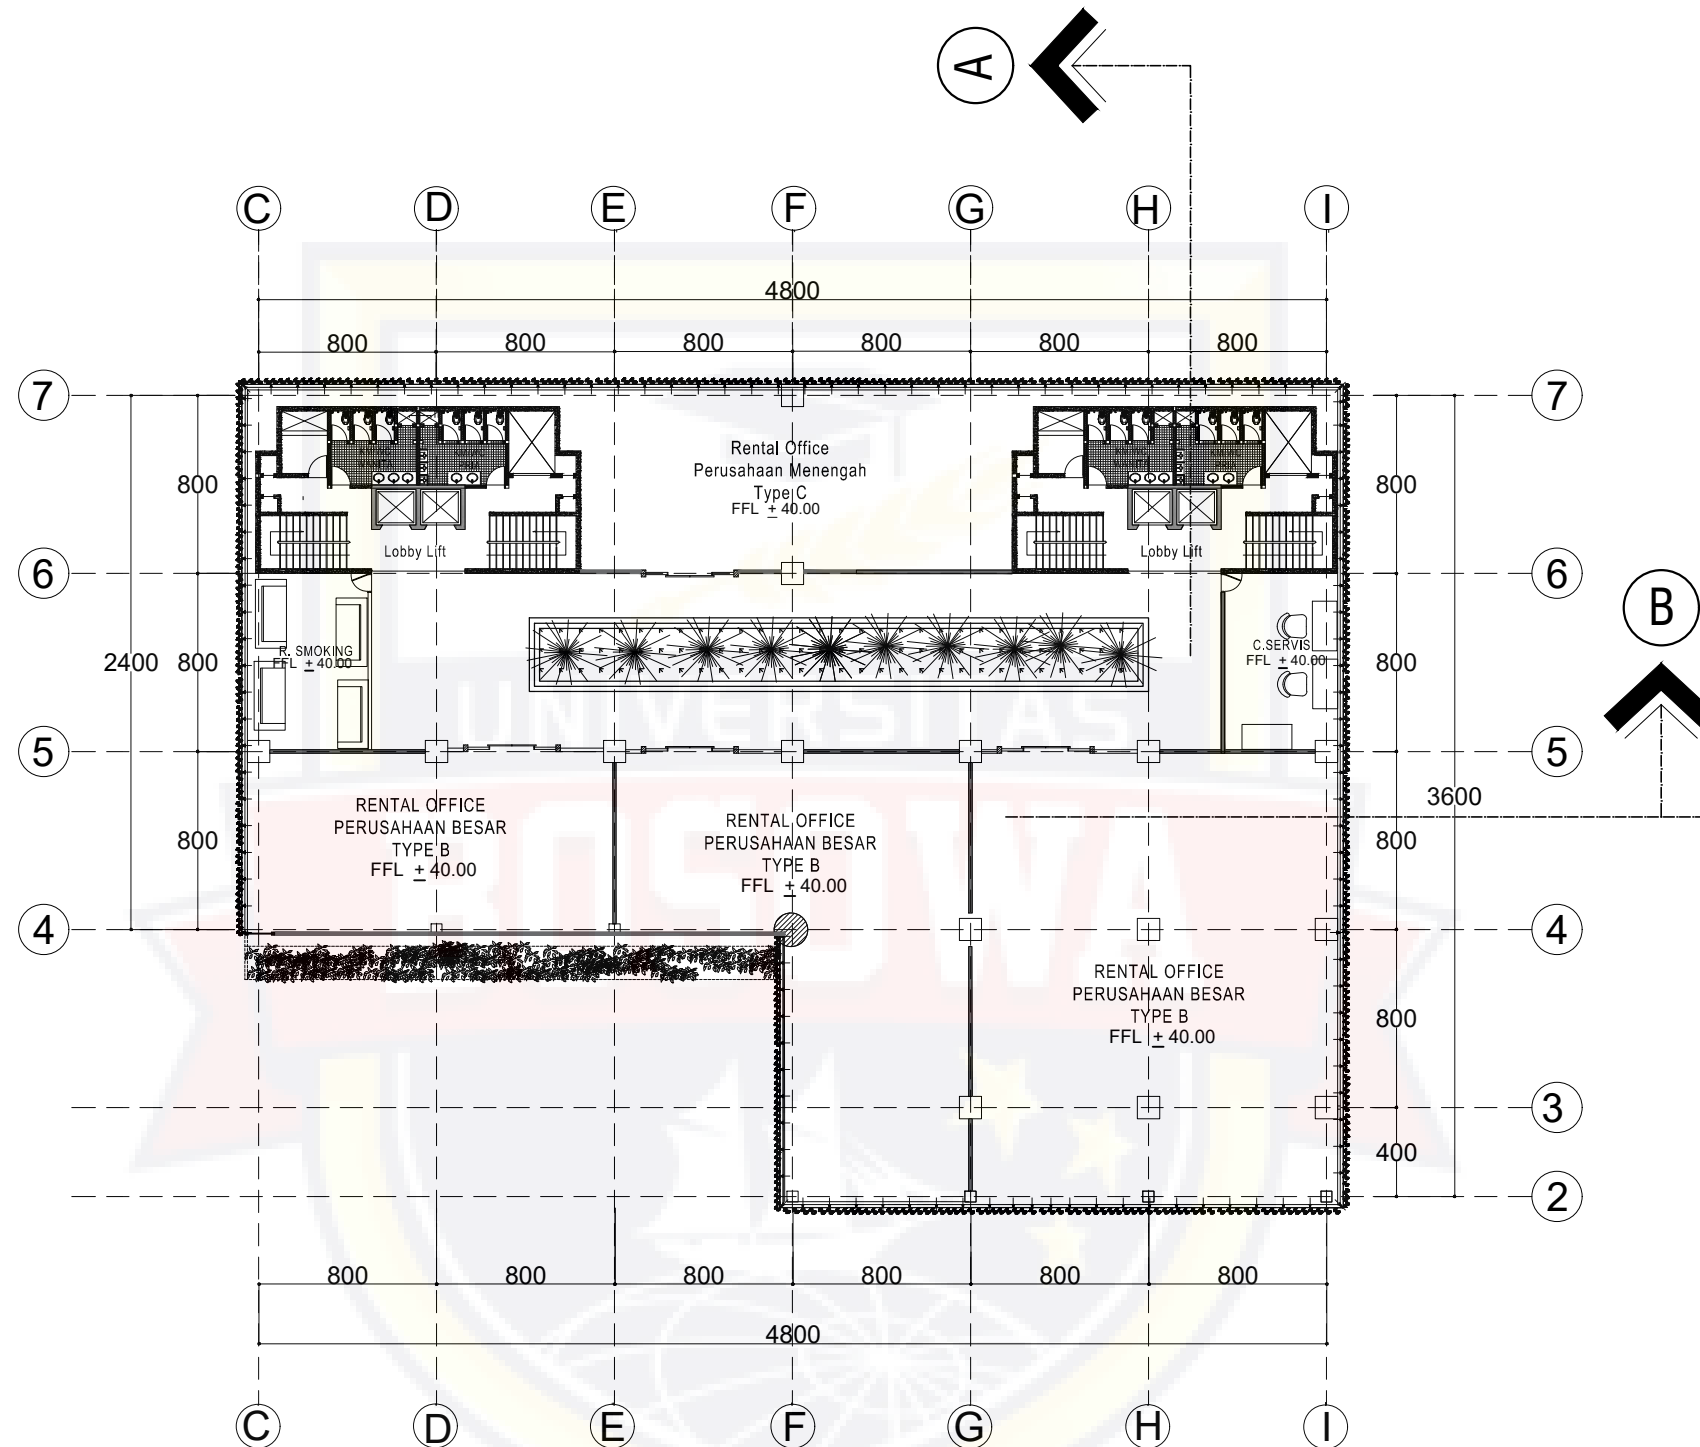 A
C D E F G H I
4800
800 800 800 800 800 800
7 7
Rental Office
Perusahaan Menengah
Type C
FFL ± 40.00
800 800
Lobby Lift Lobby Lift
6 6
B
R. SMOKING
FFL ± 40.00
C.SERVIS
FFL ± 40.00
2400 800 800
UNIVERSITAS
5 5
3600
RENTAL OFFICE
PERUSAHAAN BESAR
TYPE B
FFL ± 40.00
RENTAL OFFICE
PERUSAHAAN BESAR
TYPE B
FFL ± 40.00
800 800
BOSOWA
4 4
RENTAL OFFICE
PERUSAHAAN BESAR
TYPE B
FFL ± 40.00
800
3
400
2
800 800 800 800 800 800
4800
C D E F G H I